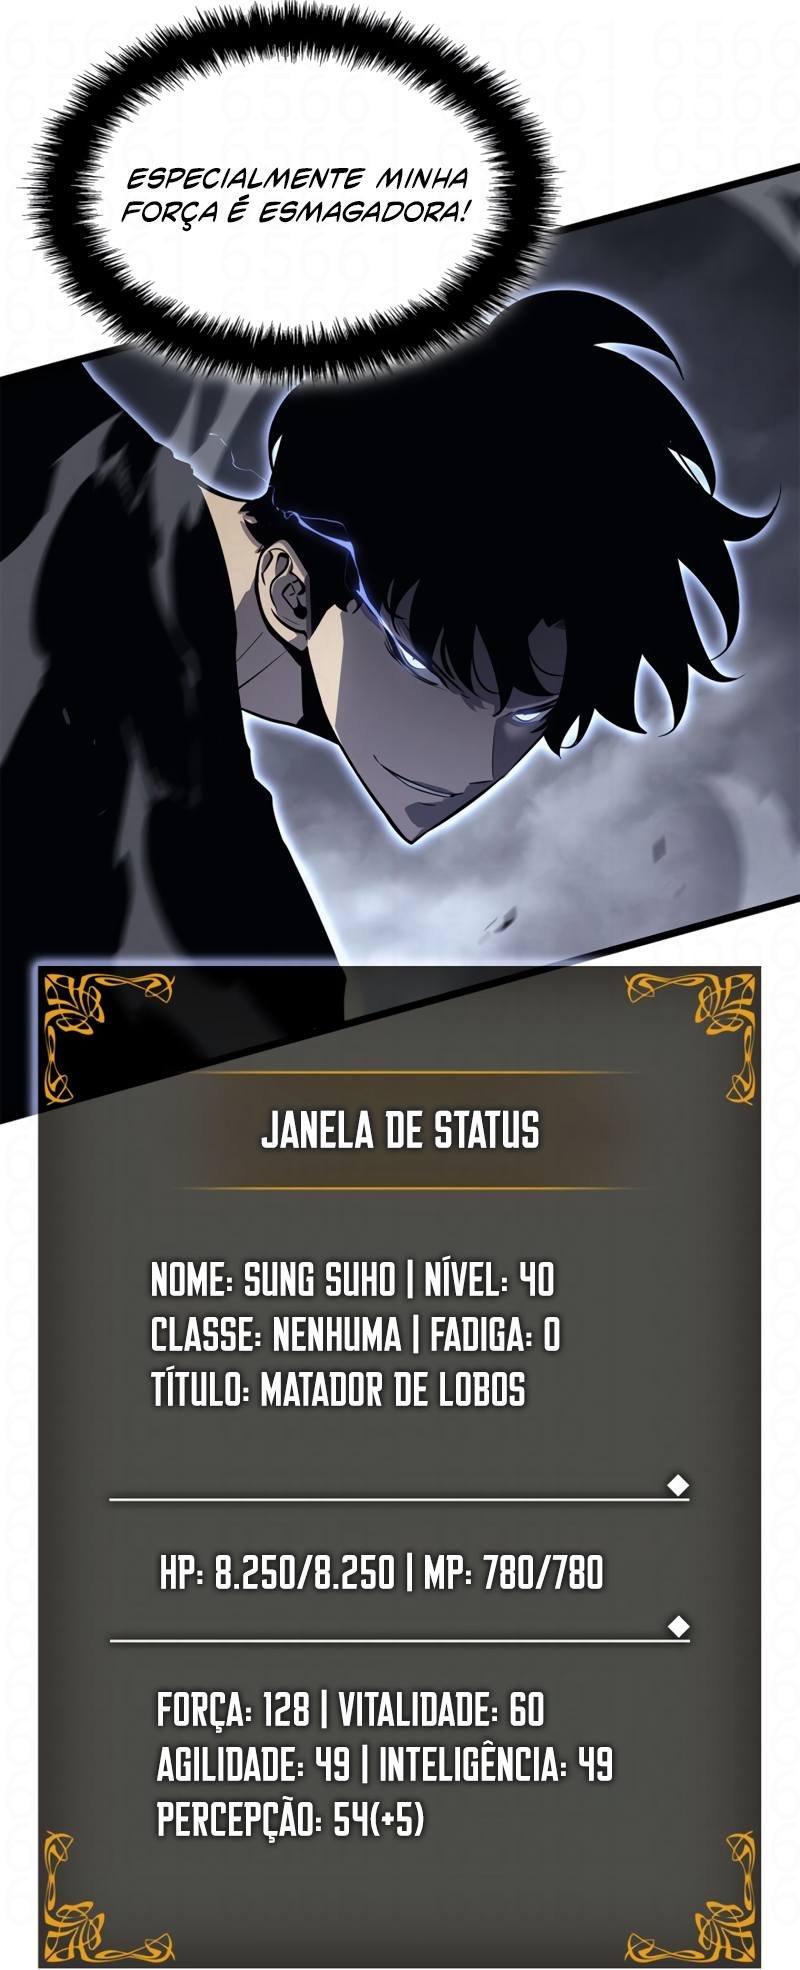 ESPECIALMENTE MINHA
FORÇA É ESMAGADORA!
JANELA DE STATUS
NOME: SUNG SUHO | NÍVEL: 40
CLASSE: NENHUMA | FADIGA: 0
TÍTULO: MATADOR DE LOBOS
HP: 8.250/8.250 | MP: 780/780
FORÇA: 128 | VITALIDADE: 60
AGILIDADE: 49 | INTELIGÊNCIA: 49
PERCEPÇÃO: 54(+5)